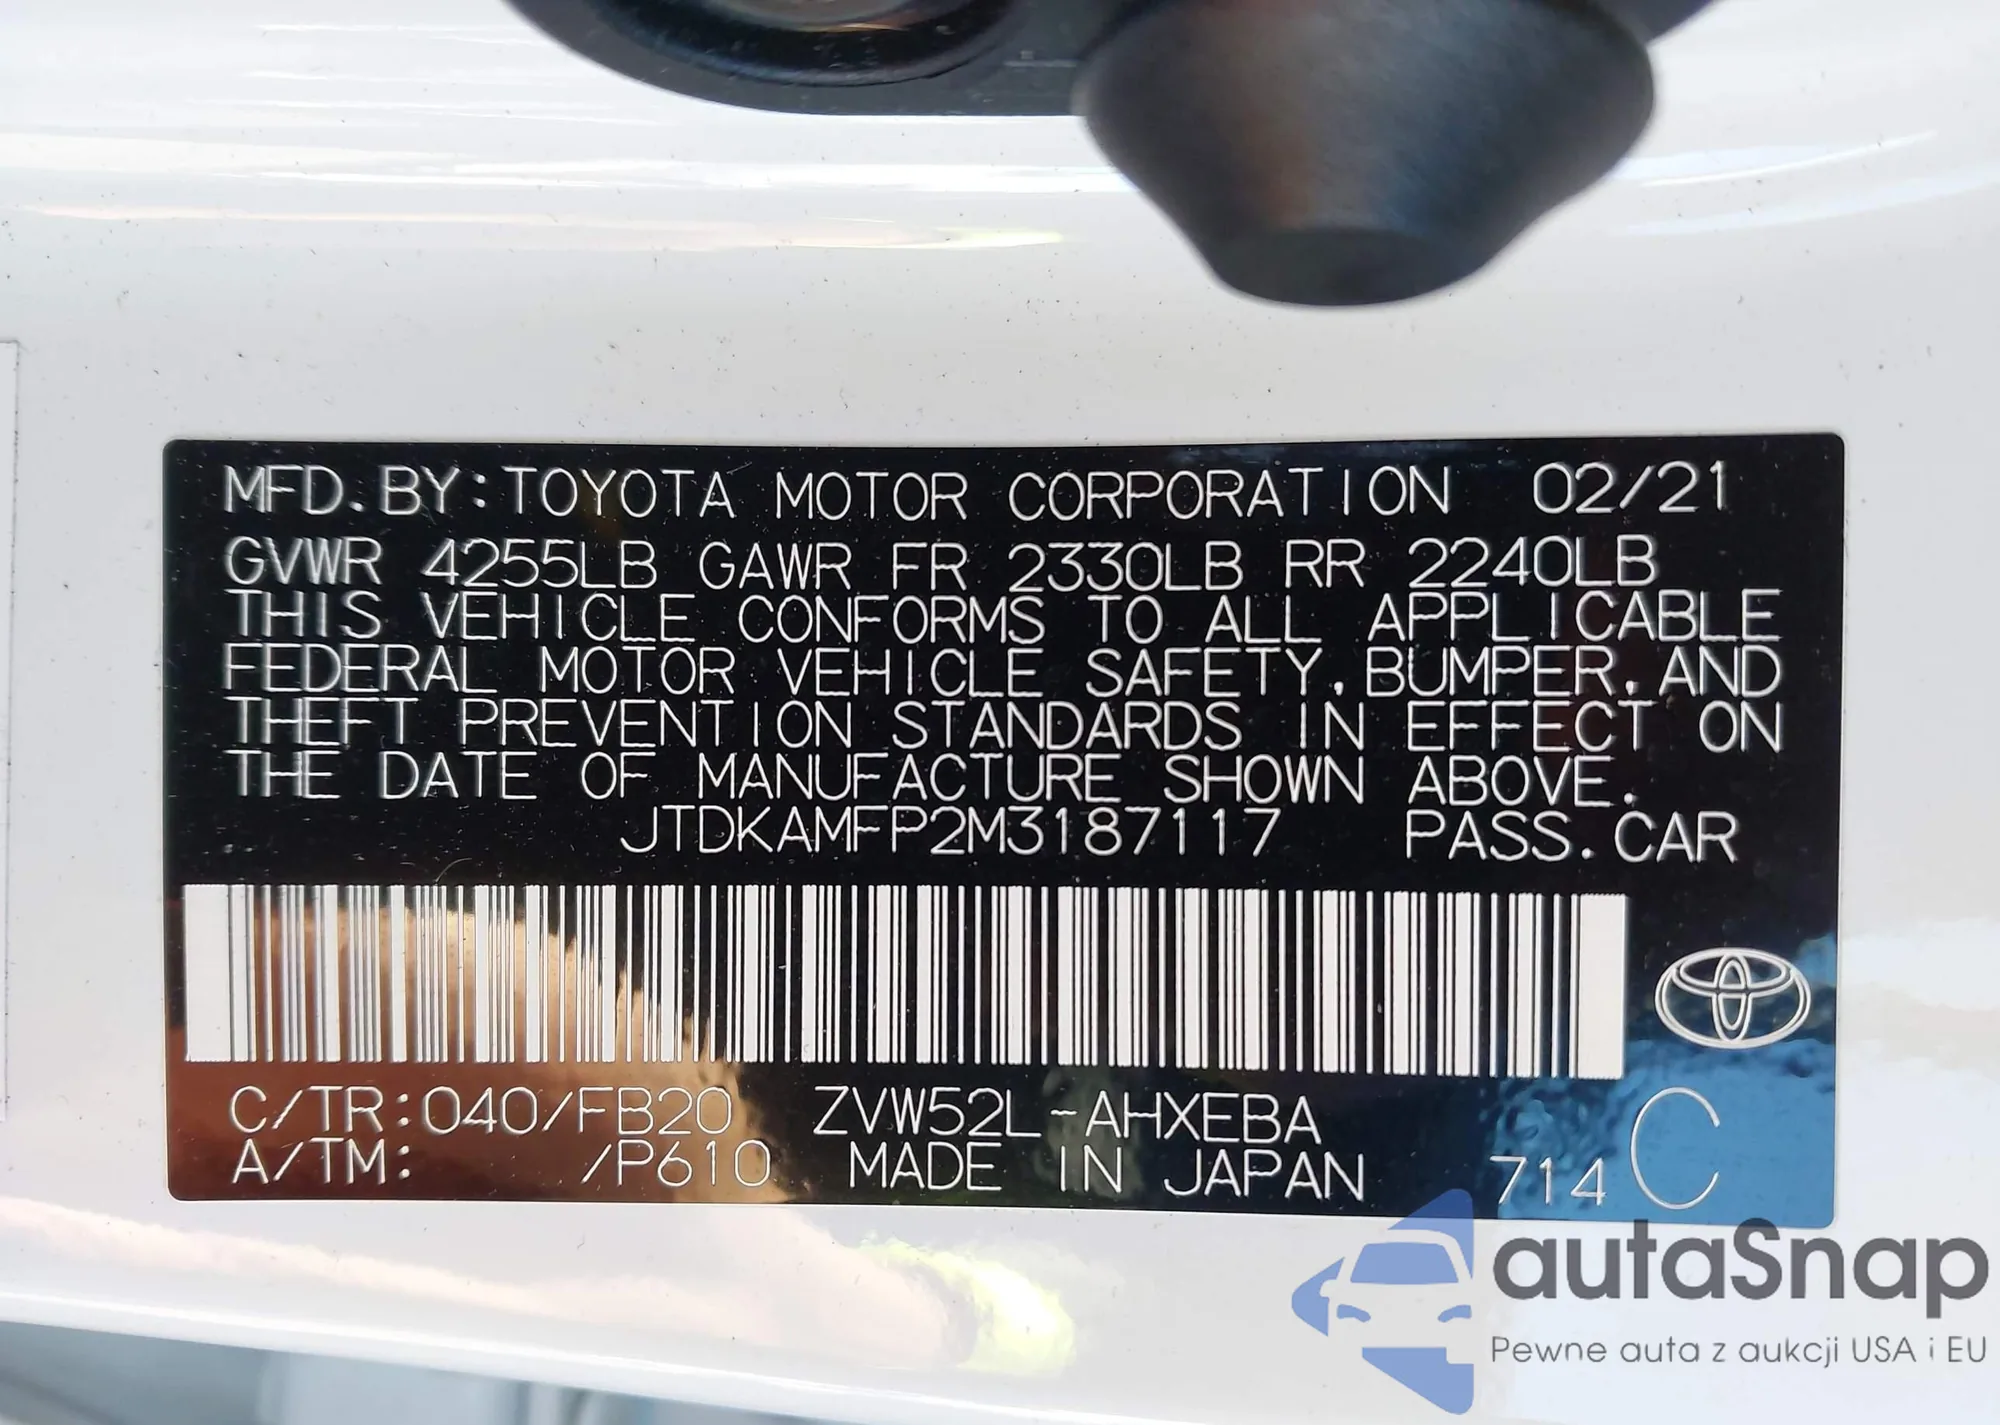 MFD.BY:TOYOTA MOTOR CORPORATION 02/21
GVWR 4255LB GAWR FR 2330LB RR 2240LB
THIS VEHICLE CONFORMS TO ALL APPLICABLE
FEDERAL MOTOR VEHICLE SAFETY,BUMPER,AND
THEFT PREVENTION STANDARDS IN EFFECT ON
THE DATE OF MANUFACTURE SHOWN ABOVE.
JTDKAMFP2M3187117 PASS.CAR
C/TR:040/FB20 ZVW52L-AHXEBA
A/TM: /P610 MADE IN JAPAN 714 C
autaSnap
Pewne auta z aukcji USA i EU